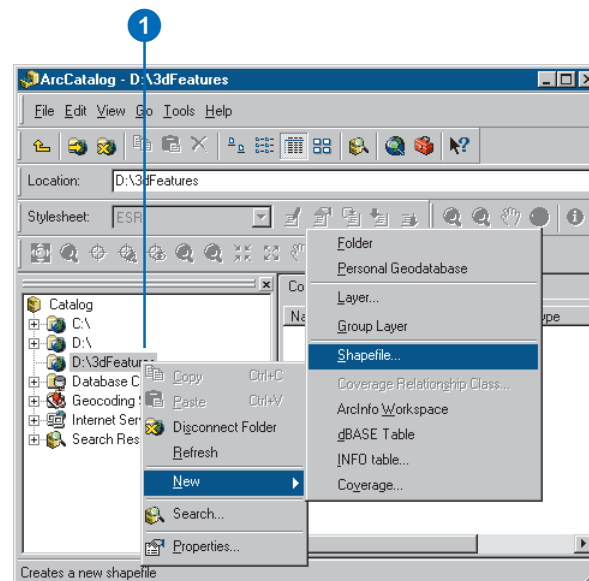 1
ArcCatalog - D:\3dFeatures
File Edit View Go Tools Help
Location: D:\3dFeatures
Stylesheet: ESR
Catalog
C:\
D:\
D:\3dFeatures
Database C
Geocoding
Internet Ser
Search Res
Co
Na
ype
Copy Ctrl+C
Paste Ctrl+V
Disconnect Folder
Refresh
New
Search...
Properties...
Folder
Personal Geodatabase
Layer...
Group Layer
Shapefile...
Coverage Relationship Class...
ArcInfo Workspace
dBASE Table
INFO table...
Coverage...
Creates a new shapefile